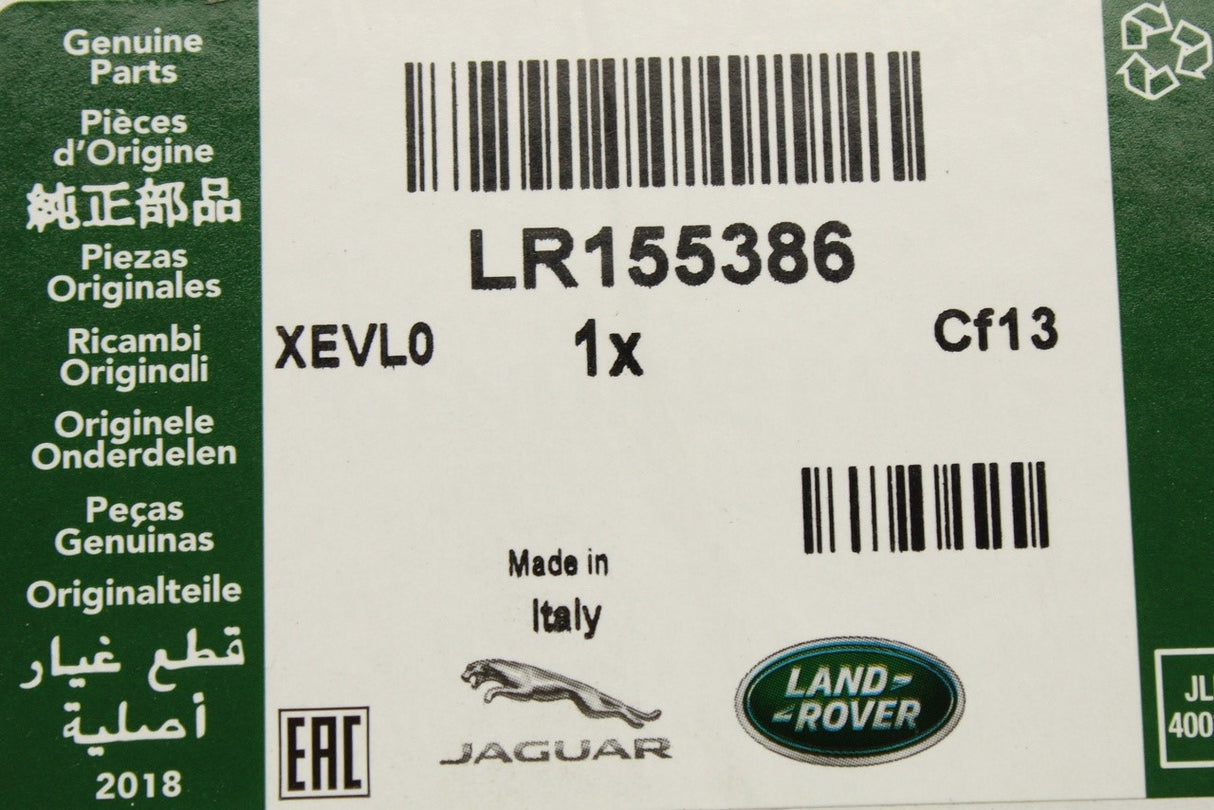 Genuine
Parts
Pièces
d'Origine
純正部品
Piezas
Originales
Ricambi
Originali
Originele
Onderdelen
Peças
Genuinas
Originalteile
قطع غيار
أصلية
2018
LR155386
XEVL0 1x Cf13
Made in
Italy
EAC
JAGUAR
LAND-
-ROVER